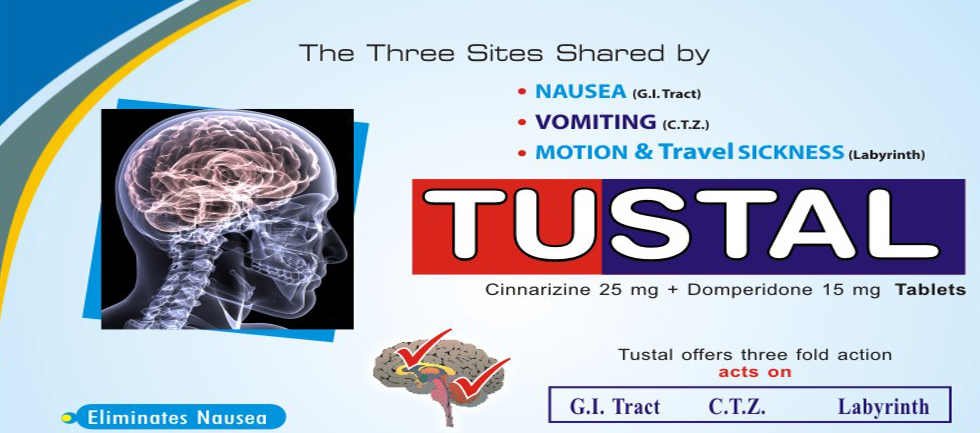 The Three Sites Shared by
• NAUSEA (G.I. Tract)
• VOMITING (C.T.Z.)
• MOTION & Travel SICKNESS (Labyrinth)
TUSTAL
Cinnarizine 25 mg + Domperidone 15 mg Tablets
Tustal offers three fold action
acts on
G.I. Tract C.T.Z. Labyrinth
Eliminates Nausea